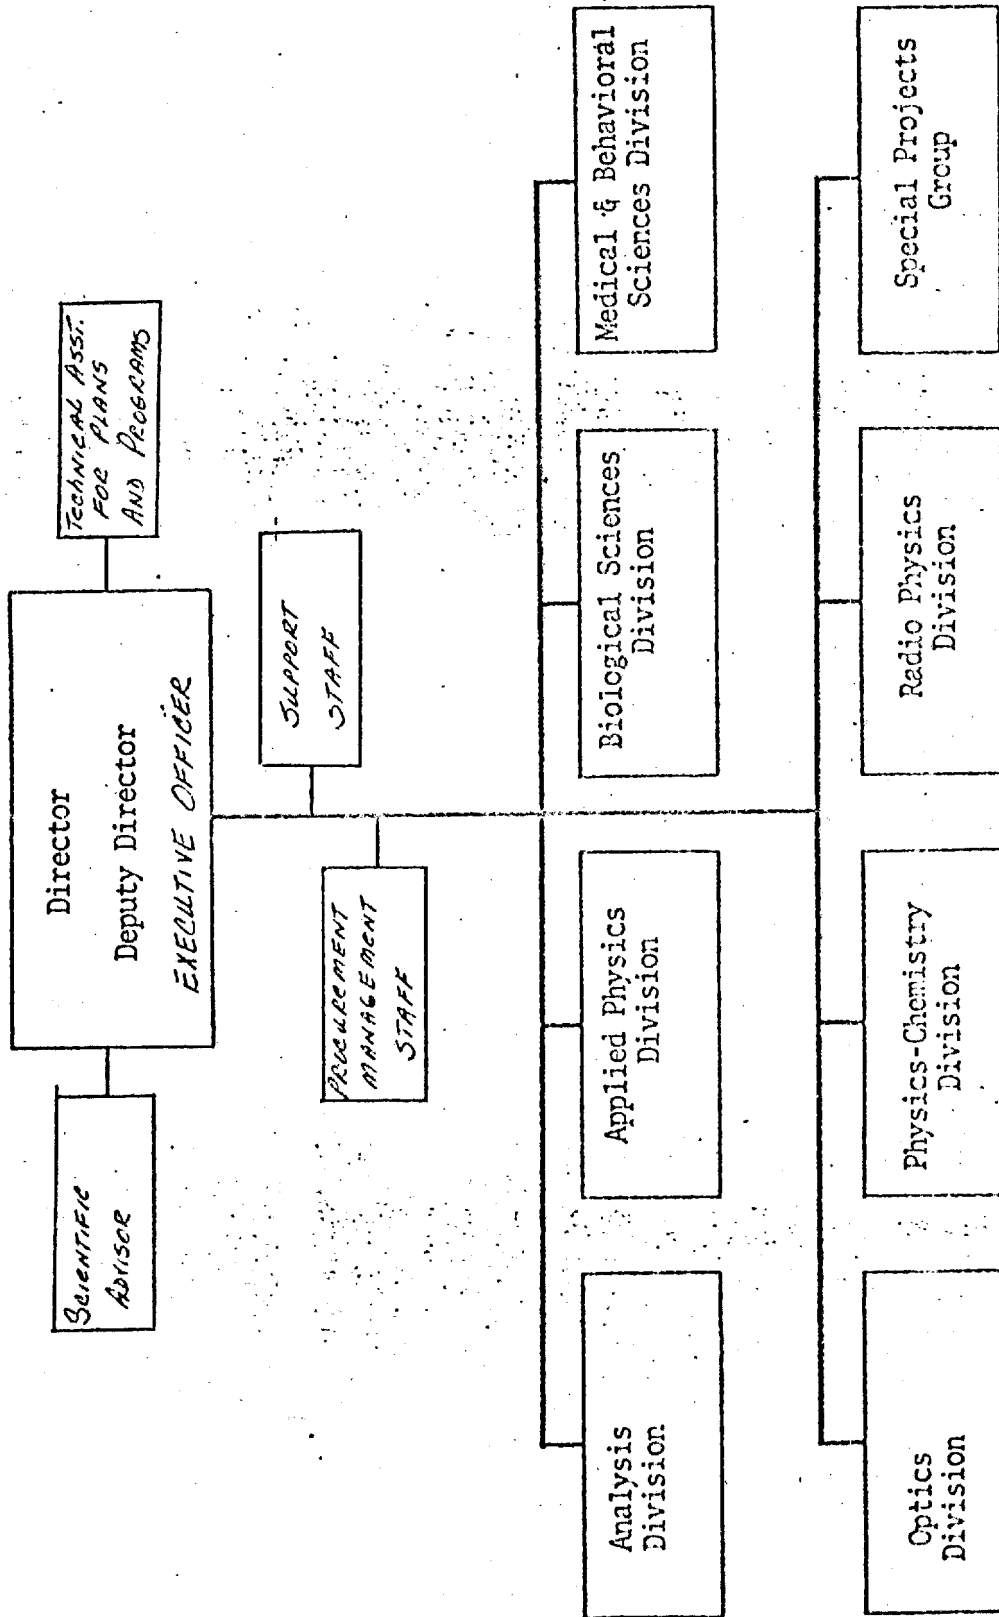 Director
Deputy Director
EXECUTIVE OFFICER
SCIENTIFIC
ADVISOR
TECHNICAL ASST.
FOR PLANS
AND PROGRAMS
SUPPORT
STAFF
PROCUREMENT
MANAGEMENT
STAFF
Analysis
Division
Applied Physics
Division
Biological Sciences
Division
Medical & Behavioral
Sciences Division
Optics
Division
Physics-Chemistry
Division
Radio Physics
Division
Special Projects
Group